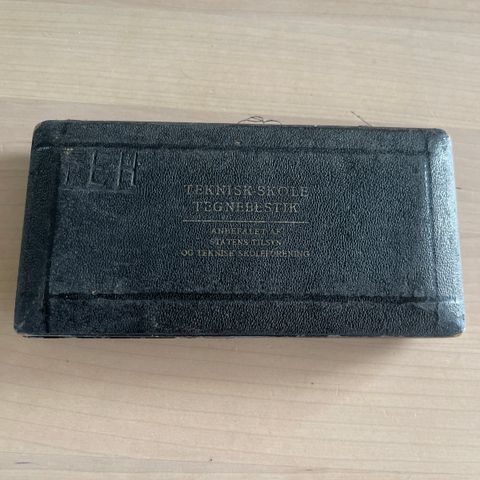 TEKNISK-SKOLE
TEGNEBESTIK
ANBEFALET AF
STATENS TILSYN
OG TEKNISK SKOLEFORENING